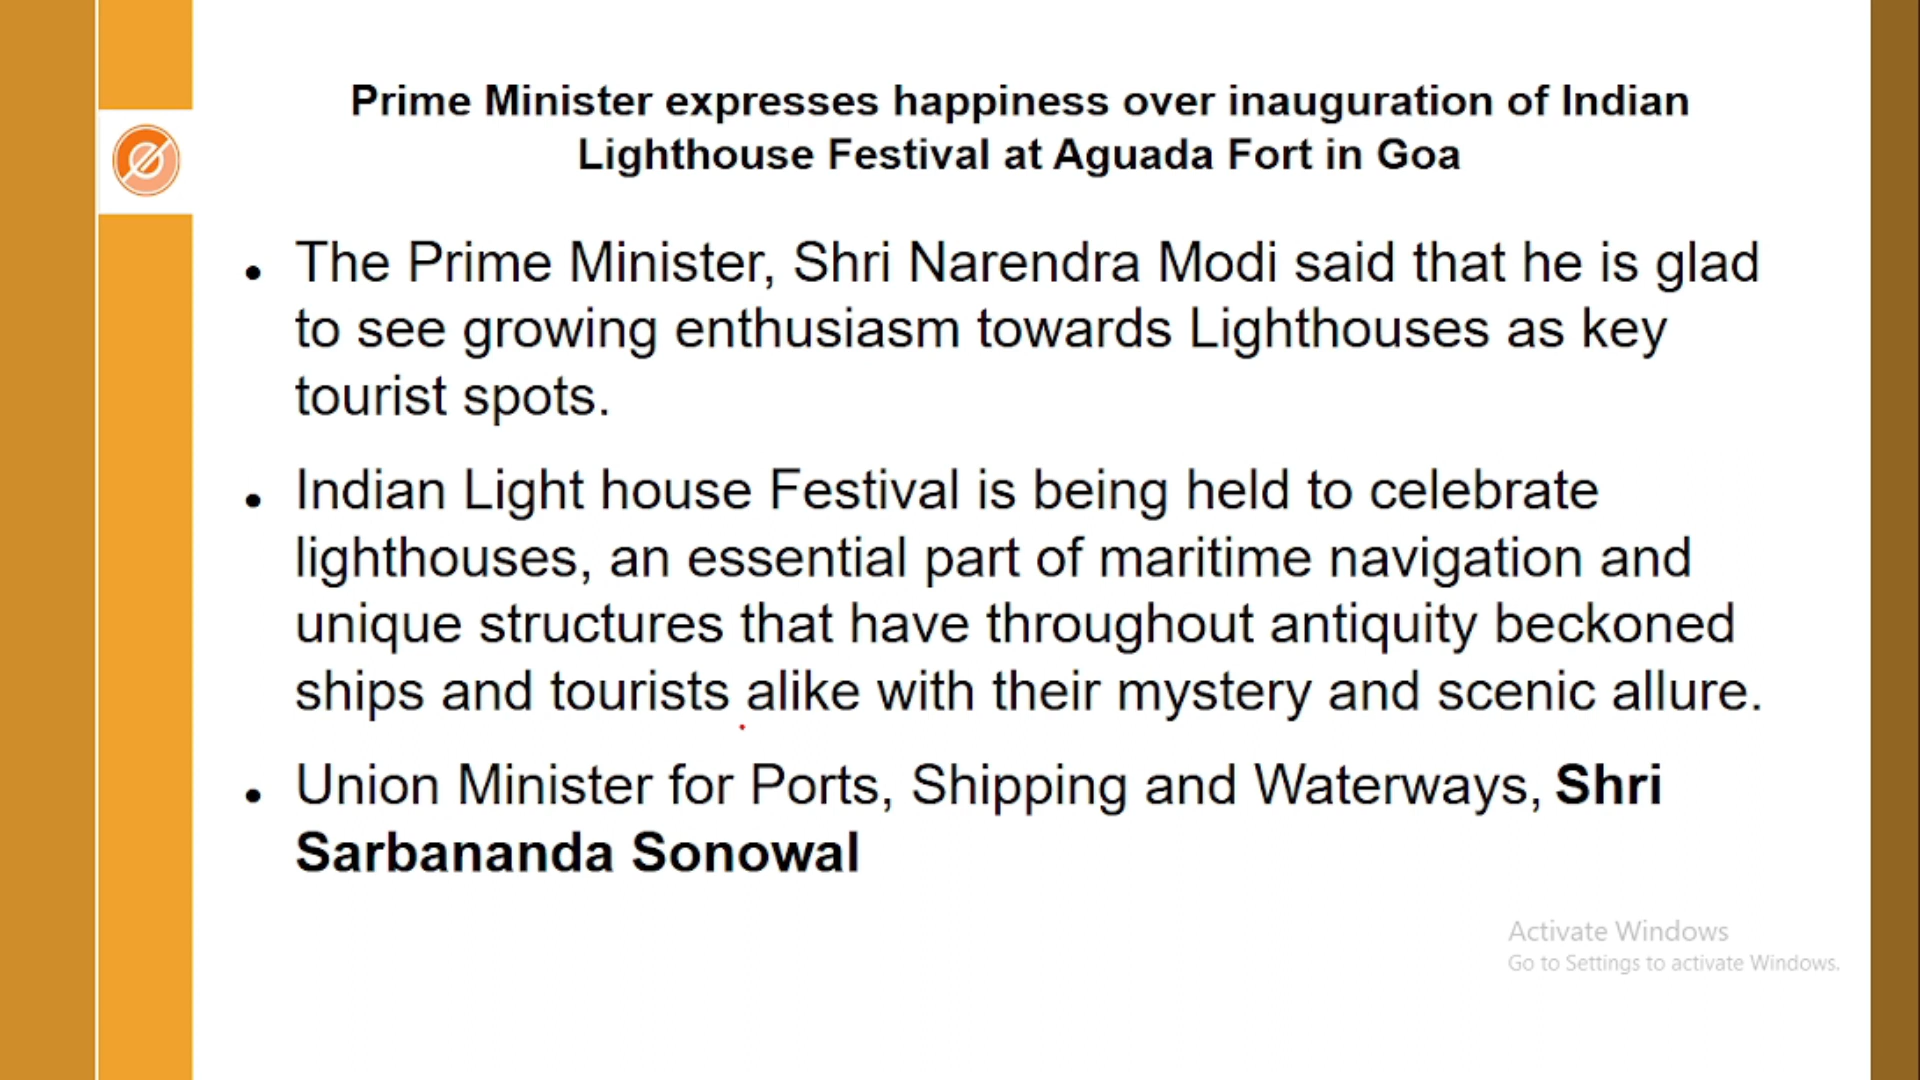 Prime Minister expresses happiness over inauguration of Indian
Lighthouse Festival at Aguada Fort in Goa
• The Prime Minister, Shri Narendra Modi said that he is glad
to see growing enthusiasm towards Lighthouses as key
tourist spots.
• Indian Light house Festival is being held to celebrate
lighthouses, an essential part of maritime navigation and
unique structures that have throughout antiquity beckoned
ships and tourists alike with their mystery and scenic allure.
• Union Minister for Ports, Shipping and Waterways, Shri
Sarbananda Sonowal
Activate Windows
Go to Settings to activate Windows.